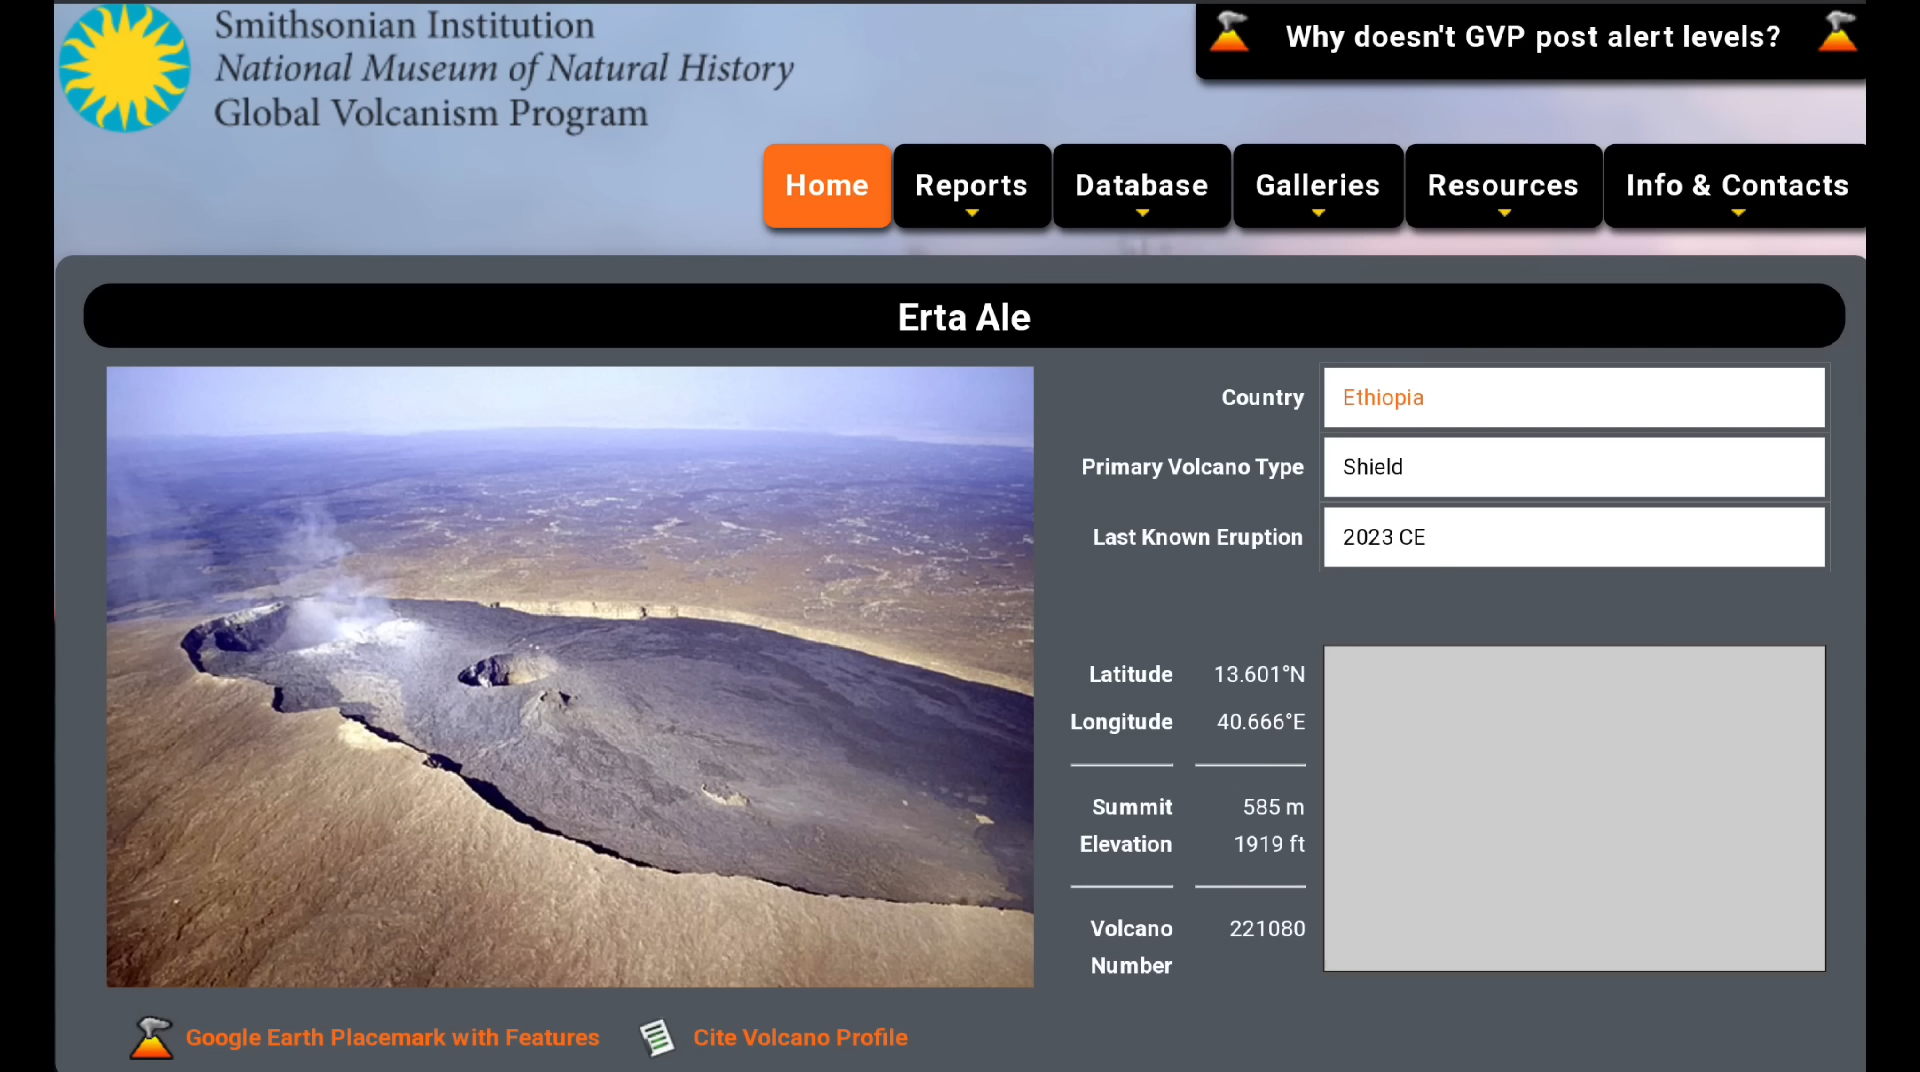 Smithsonian Institution
National Museum of Natural History
Global Volcanism Program
Why doesn't GVP post alert levels?
Home
Reports
Database
Galleries
Resources
Info & Contacts
Erta Ale
Country
Ethiopia
Primary Volcano Type
Shield
Last Known Eruption
2023 CE
Latitude
13.601°N
Longitude
40.666°E
Summit
Elevation
585 m
1919 ft
Volcano
Number
221080
Google Earth Placemark with Features
Cite Volcano Profile